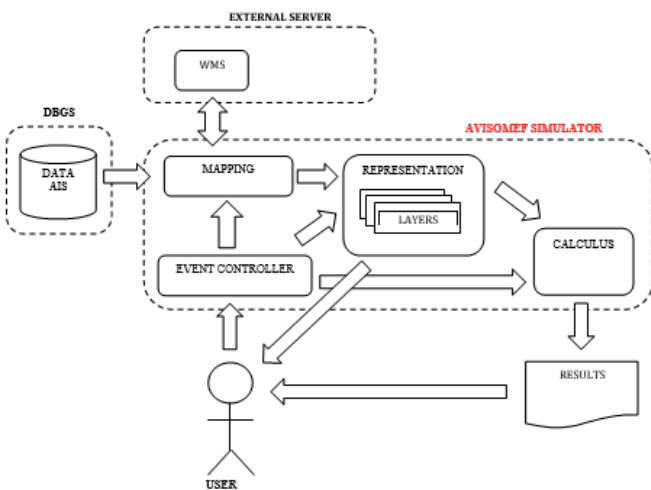 EXTERNAL SERVER
WMS
DBGS
AVISOMEF SIMULATOR
DATA
AIS
MAPPING
REPRESENTATION
LAYERS
CALCULUS
EVENT CONTROLLER
RESULTS
USER